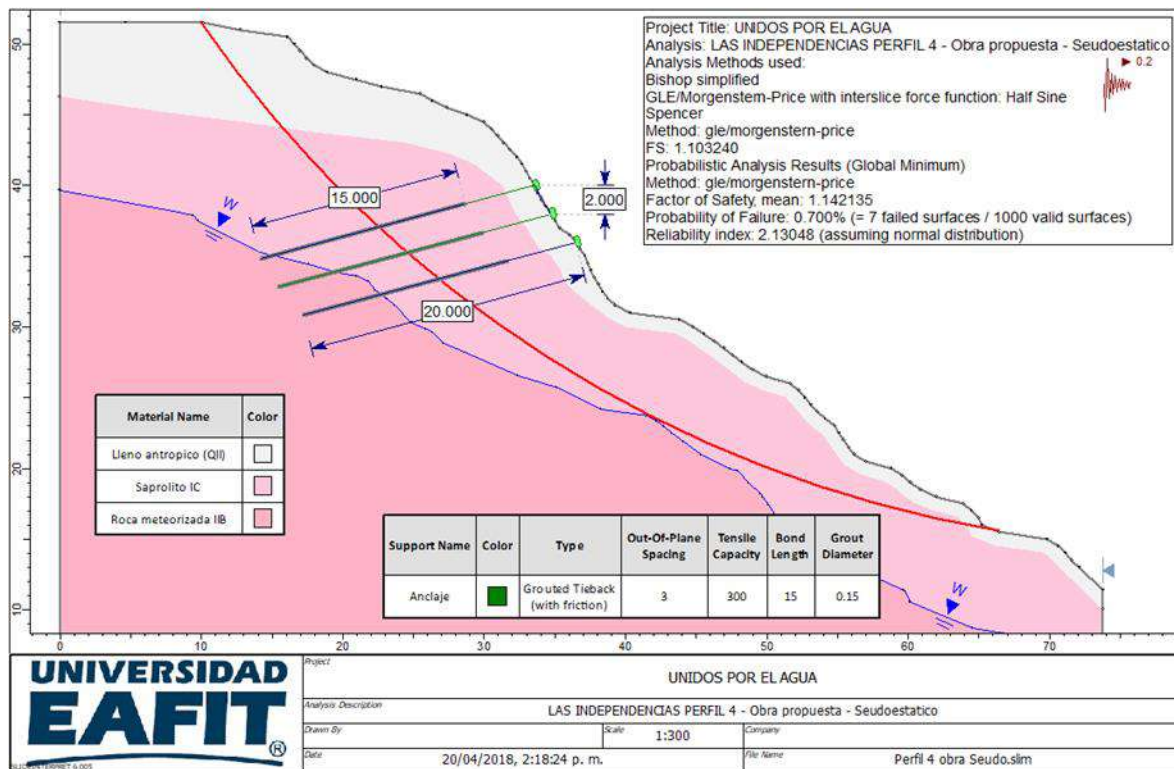 Project Title: UNIDOS POR EL AGUA
Analysis: LAS INDEPENDENCIAS PERFIL 4 - Obra propuesta - Seudoestatico
Analysis Methods used:
Bishop simplified
GLE/Morgenstern-Price with interslice force function: Half Sine
Spencer
Method: gle/morgenstern-price
FS: 1.103240
Probabilistic Analysis Results (Global Minimum)
Method: gle/morgenstern-price
Factor of Safety, mean: 1.142135
Probability of Failure: 0.700% (= 7 failed surfaces / 1000 valid surfaces)
Reliability index: 2.13048 (assuming normal distribution)
0.2
50
40
30
20
10
15.000
2.000
20.000
W
W
Material Name Color
Lleno antropico (QII)
Saprolito IC
Roca meteorizada IIB
Support Name Color Type Out-Of-Plane Spacing Tensile Capacity Bond Length Grout Diameter
Anclaje Grouted Tieback (with friction) 3 300 15 0.15
0 10 20 30 40 50 60 70
UNIVERSIDAD
EAFIT
®
SLIDEINTERPRET 6.005
Project
UNIDOS POR EL AGUA
Analysis Description
LAS INDEPENDENCIAS PERFIL 4 - Obra propuesta - Seudoestatico
Drawn By
Scale
1:300
Company
Date
20/04/2018, 2:18:24 p. m.
File Name
Perfil 4 obra Seudo.slim